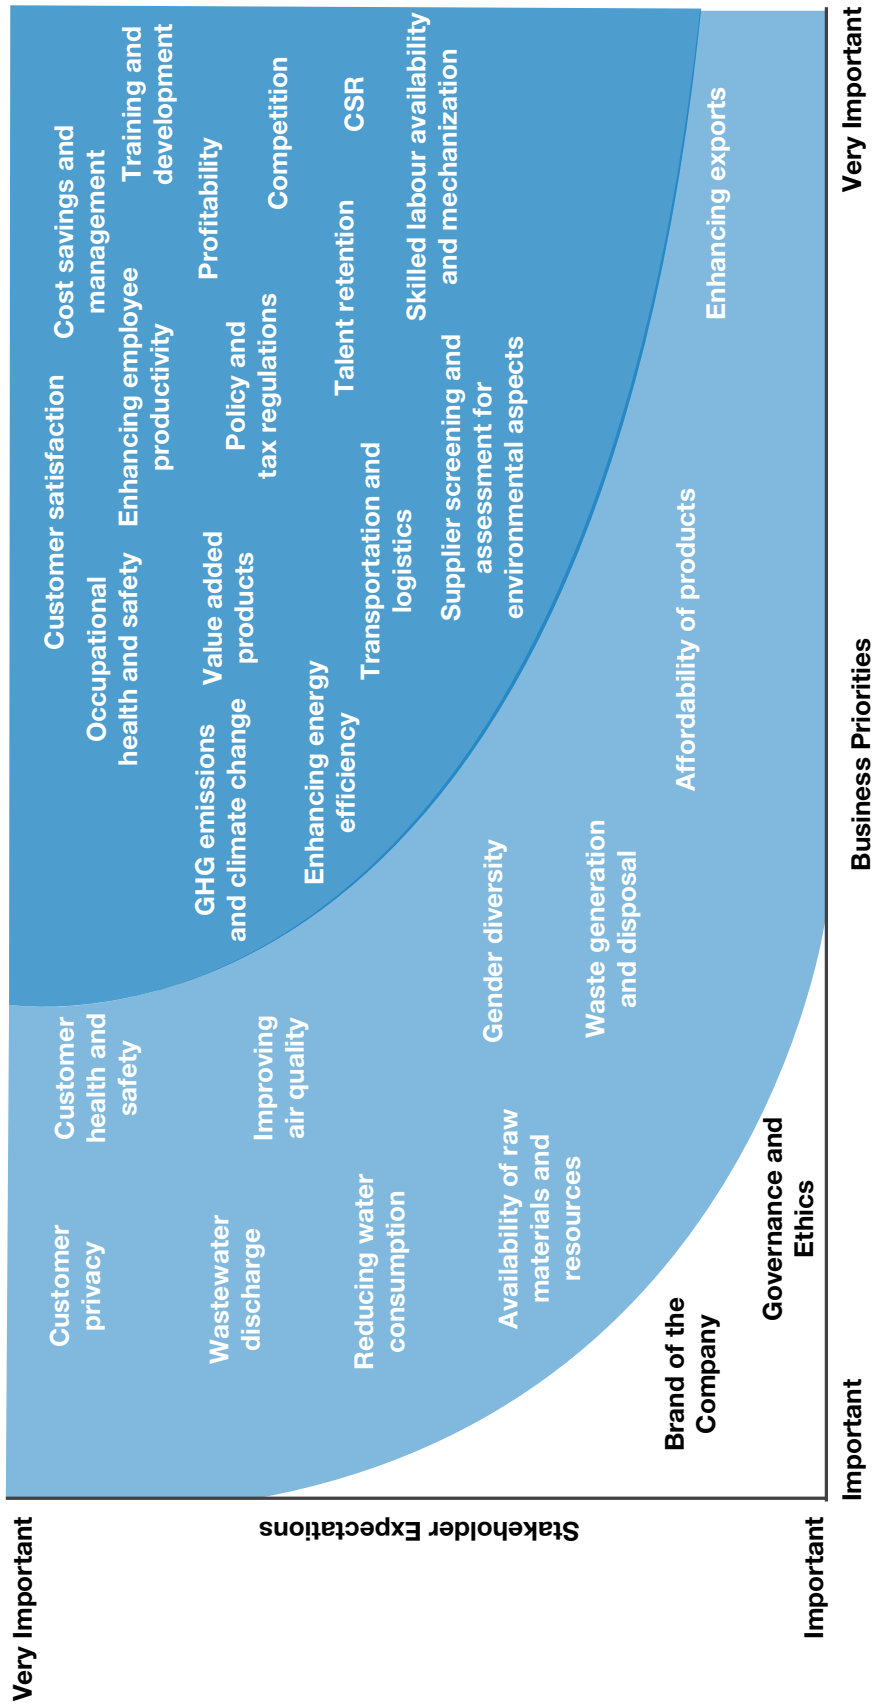 Very Important
Stakeholder Expectations
Important
Customer
privacy
Customer
health and
safety
Wastewater
discharge
Improving
air quality
Reducing water
consumption
Availability of raw
materials and
resources
Gender diversity
Waste generation
and disposal
Affordability of products
Enhancing exports
Customer satisfaction
Cost savings and
management
Occupational
health and safety
Enhancing employee
productivity
Training and
development
GHG emissions
and climate change
Value added
products
Policy and
tax regulations
Profitability
Competition
Enhancing energy
efficiency
Transportation and
logistics
Talent retention
CSR
Supplier screening and
assessment for
environmental aspects
Skilled labour availability
and mechanization
Brand of the
Company
Governance and
Ethics
Important
Business Priorities
Very Important